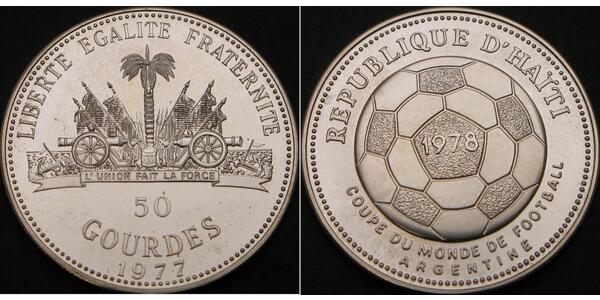 LIBERTE EGALITE FRATERNITE
L'UNION FAIT LA FORCE
50
GOURDES
1977
REPUBLIQUE D'HAITI
1978
COUPE DU MONDE DE FOOTBALL
ARGENTINE